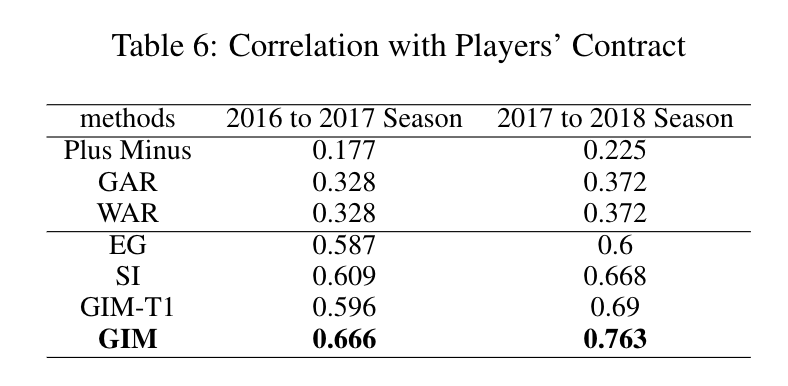 Table 6: Correlation with Players' Contract
methods 2016 to 2017 Season 2017 to 2018 Season
Plus Minus 0.177 0.225
GAR 0.328 0.372
WAR 0.328 0.372
EG 0.587 0.6
SI 0.609 0.668
GIM-T1 0.596 0.69
GIM 0.666 0.763